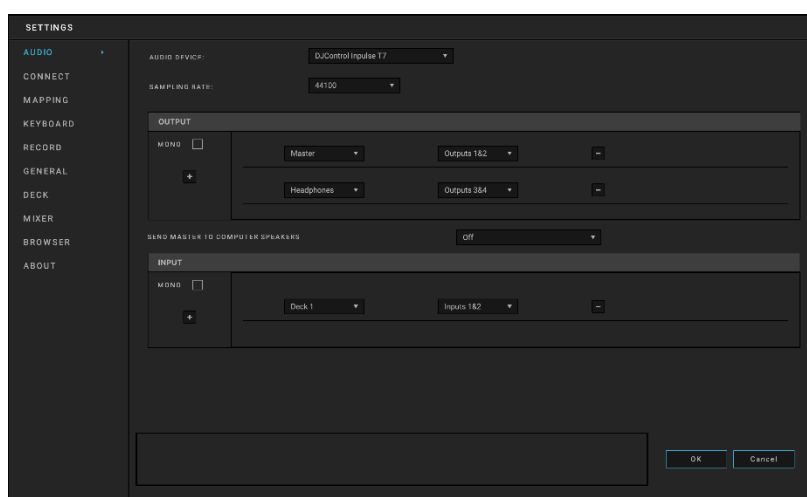 SETTINGS
AUDIO
CONNECT
MAPPING
KEYBOARD
RECORD
GENERAL
DECK
MIXER
BROWSER
ABOUT
AUDIO DEVICE: DJControl Inpulse T7
SAMPLING RATE: 44100
OUTPUT
MONO
Master Outputs 1&2 −
+
Headphones Outputs 3&4 −
SEND MASTER TO COMPUTER SPEAKERS Off
INPUT
MONO
Deck 1 Inputs 1&2 −
+
OK Cancel